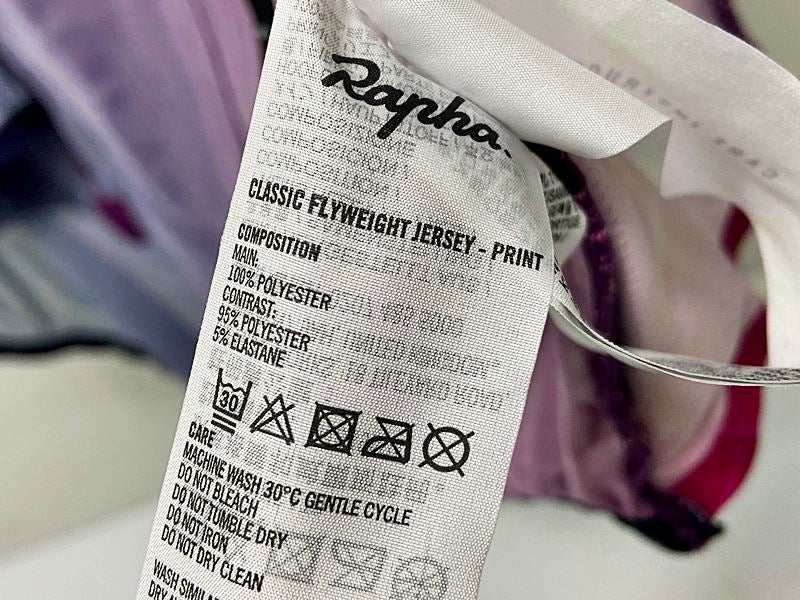 Rapha.
CLASSIC FLYWEIGHT JERSEY - PRINT
COMPOSITION
MAIN:
100% POLYESTER
CONTRAST:
95% POLYESTER
5% ELASTANE
30
CARE
MACHINE WASH 30°C GENTLE CYCLE
DO NOT BLEACH
DO NOT TUMBLE DRY
DO NOT IRON
DO NOT DRY CLEAN
WASH